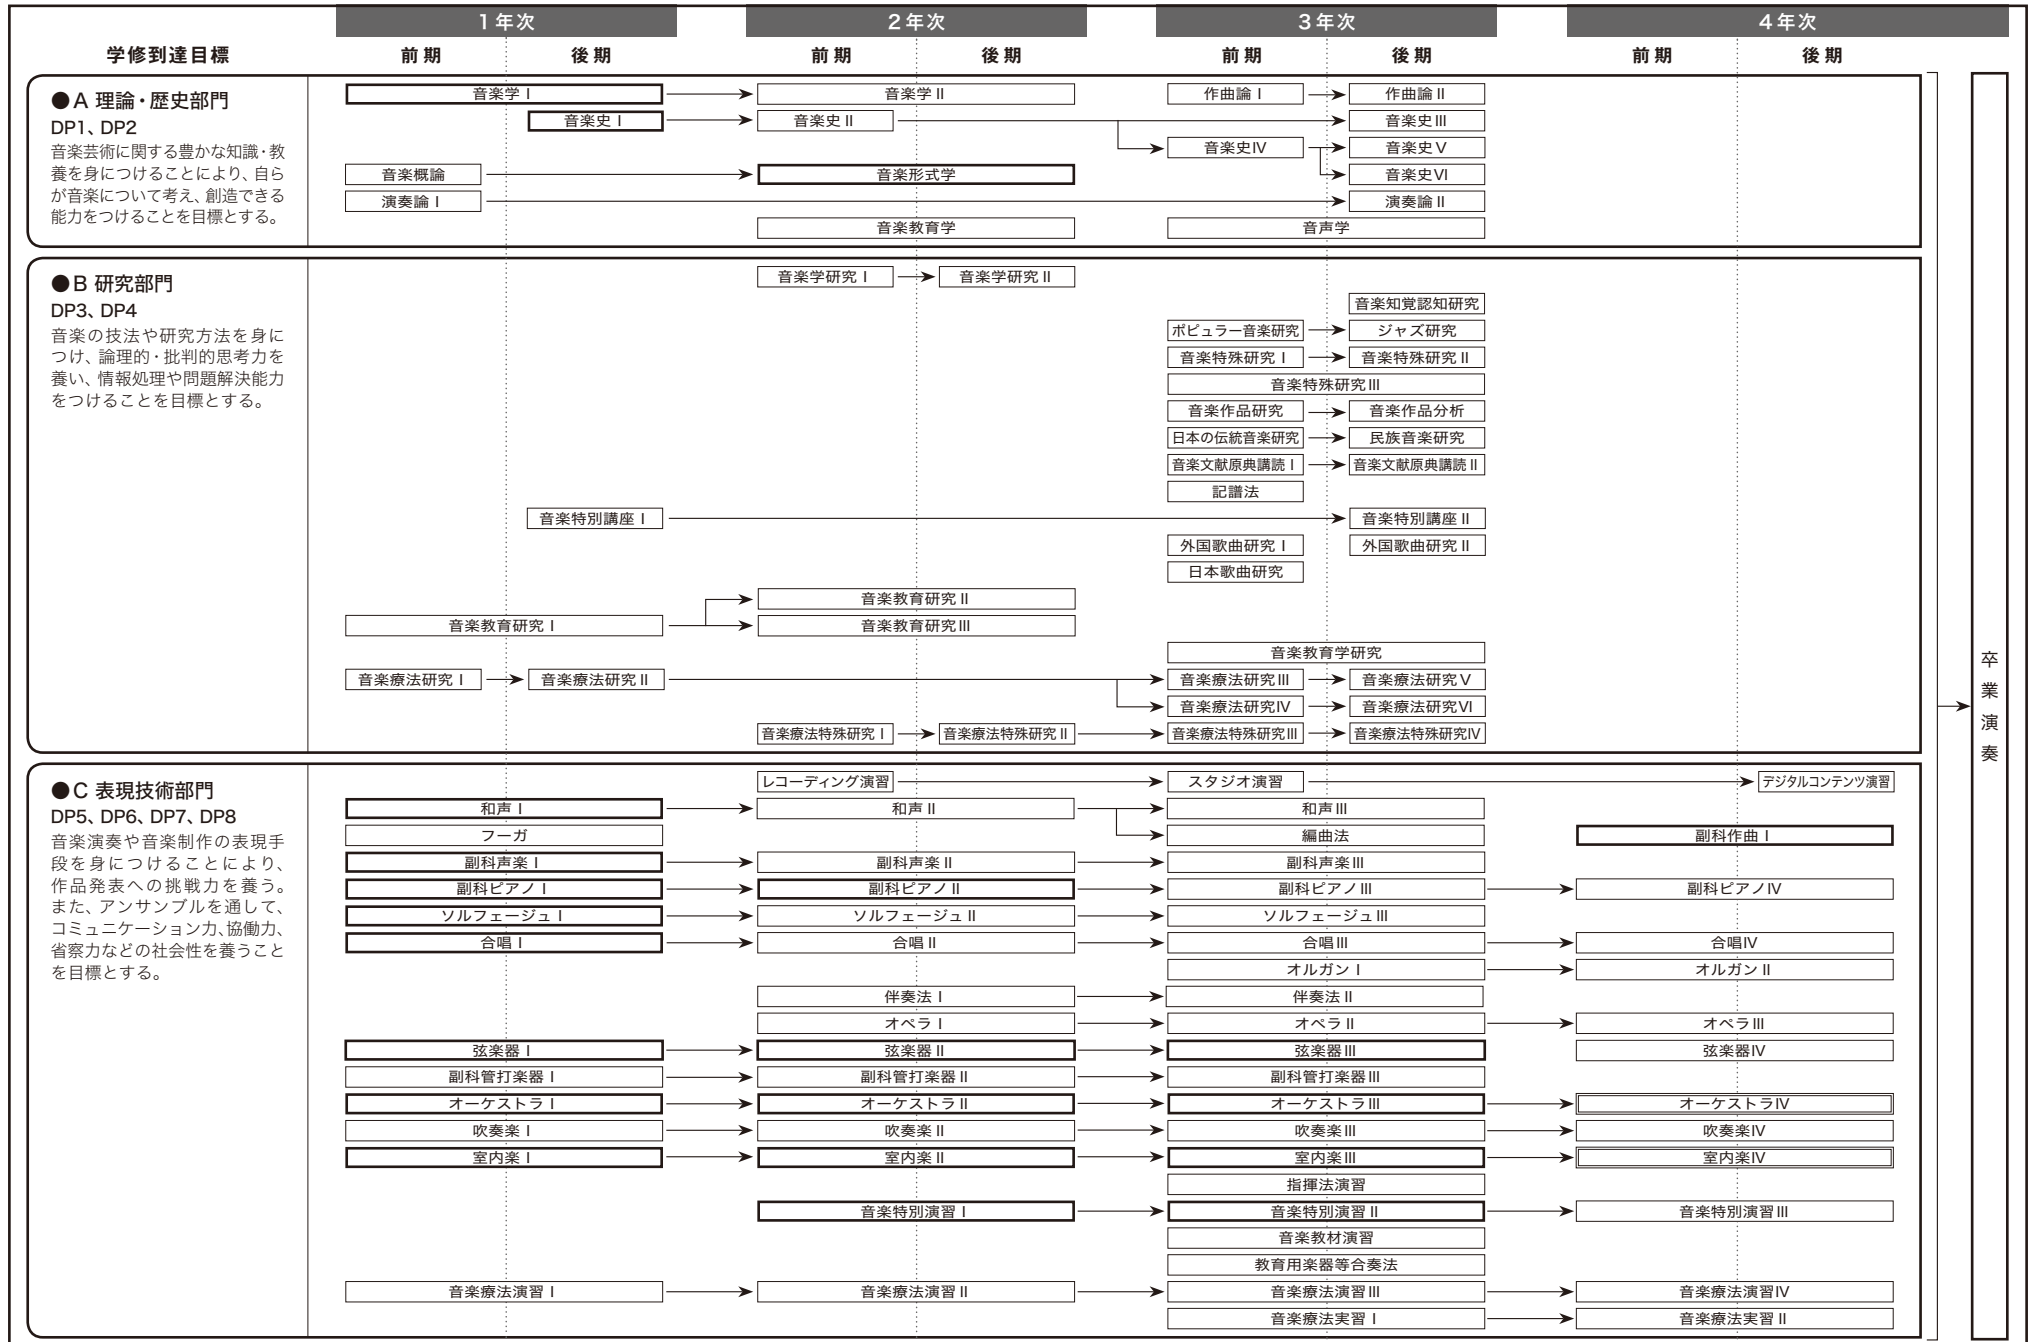 1年次 2年次 3年次 4年次
学修到達目標 前期 後期 前期 後期 前期 後期 前期 後期
●A 理論・歴史部門
DP1、DP2
音楽芸術に関する豊かな知識・教
養を身につけることにより、自ら
が音楽について考え、創造できる
能力をつけることを目標とする。
音楽学Ⅰ 音楽学Ⅱ 作曲論Ⅰ 作曲論Ⅱ
音楽史Ⅰ 音楽史Ⅱ 音楽史Ⅲ
音楽史Ⅳ 音楽史Ⅴ
音楽概論 音楽形式学 音楽史Ⅵ
演奏論Ⅰ 演奏論Ⅱ
音楽教育学 音声学
●B 研究部門
DP3、DP4
音楽の技法や研究方法を身に
つけ、論理的・批判的思考力を
養い、情報処理や問題解決能力
をつけることを目標とする。
音楽学研究Ⅰ 音楽学研究Ⅱ
音楽知覚認知研究
ポピュラー音楽研究 ジャズ研究
音楽特殊研究Ⅰ 音楽特殊研究Ⅱ
音楽特殊研究Ⅲ
音楽作品研究 音楽作品分析
日本の伝統音楽研究 民族音楽研究
音楽文献原典講読Ⅰ 音楽文献原典講読Ⅱ
記譜法
音楽特別講座Ⅰ 音楽特別講座Ⅱ
外国歌曲研究Ⅰ 外国歌曲研究Ⅱ
日本歌曲研究
音楽教育研究Ⅱ
音楽教育研究Ⅰ 音楽教育研究Ⅲ
音楽教育学研究
音楽療法研究Ⅰ 音楽療法研究Ⅱ 音楽療法研究Ⅲ 音楽療法研究Ⅴ
音楽療法研究Ⅳ 音楽療法研究Ⅵ
音楽療法特殊研究Ⅰ 音楽療法特殊研究Ⅱ 音楽療法特殊研究Ⅲ 音楽療法特殊研究Ⅳ
●C 表現技術部門
DP5、DP6、DP7、DP8
音楽演奏や音楽制作の表現手
段を身につけることにより、
作品発表への挑戦力を養う。
また、アンサンブルを通して、
コミュニケーション力、協働力、
省察力などの社会性を養うこと
を目標とする。
レコーディング演習 スタジオ演習 デジタルコンテンツ演習
和声Ⅰ 和声Ⅱ 和声Ⅲ
フーガ 編曲法 副科作曲Ⅰ
副科声楽Ⅰ 副科声楽Ⅱ 副科声楽Ⅲ
副科ピアノⅠ 副科ピアノⅡ 副科ピアノⅢ 副科ピアノⅣ
ソルフェージュⅠ ソルフェージュⅡ ソルフェージュⅢ
合唱Ⅰ 合唱Ⅱ 合唱Ⅲ 合唱Ⅳ
オルガンⅠ オルガンⅡ
伴奏法Ⅰ 伴奏法Ⅱ
オペラⅠ オペラⅡ オペラⅢ
弦楽器Ⅰ 弦楽器Ⅱ 弦楽器Ⅲ 弦楽器Ⅳ
副科管打楽器Ⅰ 副科管打楽器Ⅱ 副科管打楽器Ⅲ
オーケストラⅠ オーケストラⅡ オーケストラⅢ オーケストラⅣ
吹奏楽Ⅰ 吹奏楽Ⅱ 吹奏楽Ⅲ 吹奏楽Ⅳ
室内楽Ⅰ 室内楽Ⅱ 室内楽Ⅲ 室内楽Ⅳ
指揮法演習
音楽特別演習Ⅰ 音楽特別演習Ⅱ 音楽特別演習Ⅲ
音楽教材演習
教育用楽器等合奏法
音楽療法演習Ⅰ 音楽療法演習Ⅱ 音楽療法演習Ⅲ 音楽療法演習Ⅳ
音楽療法実習Ⅰ 音楽療法実習Ⅱ
卒業演奏